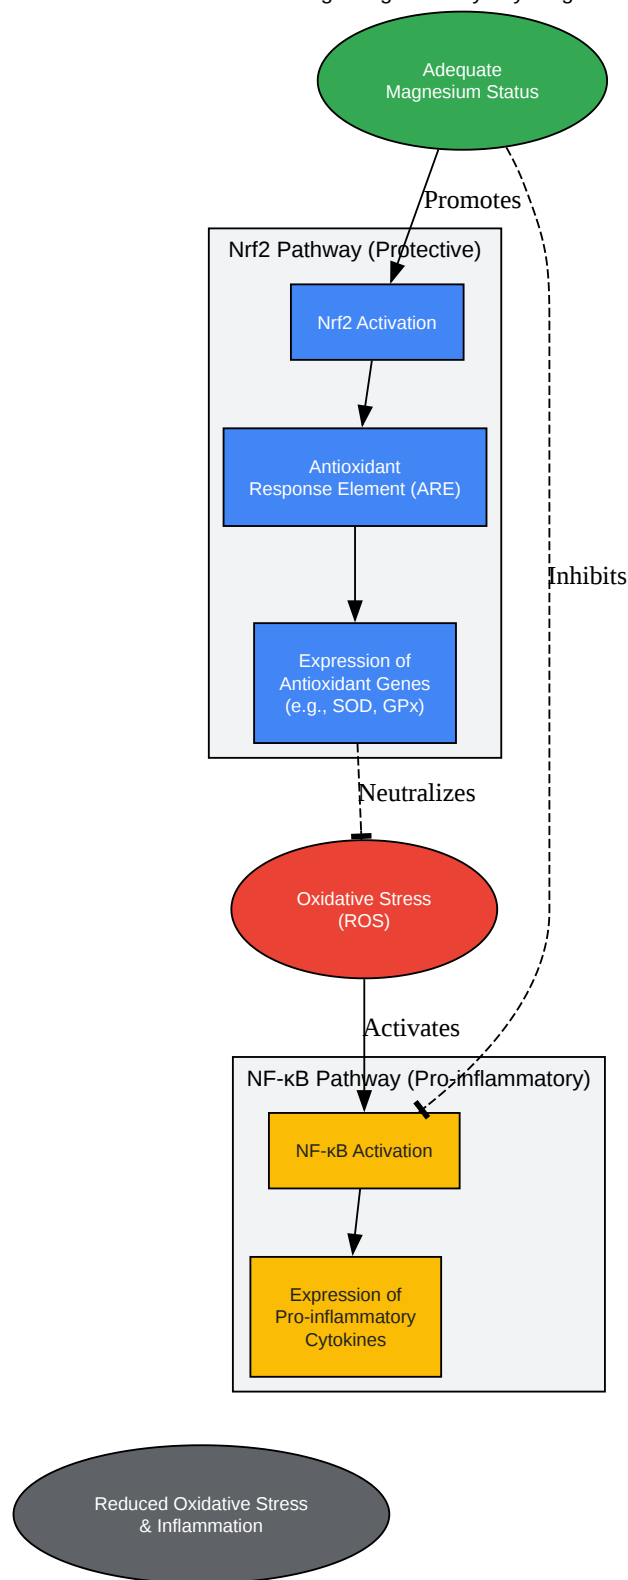 Adequate
Magnesium Status
Promotes
Nrf2 Pathway (Protective)
Nrf2 Activation
Antioxidant
Response Element (ARE)
Inhibits
Expression of
Antioxidant Genes
(e.g., SOD, GPx)
Neutralizes
Oxidative Stress
(ROS)
Activates
NF-κB Pathway (Pro-inflammatory)
NF-κB Activation
Expression of
Pro-inflammatory
Cytokines
Reduced Oxidative Stress
& Inflammation